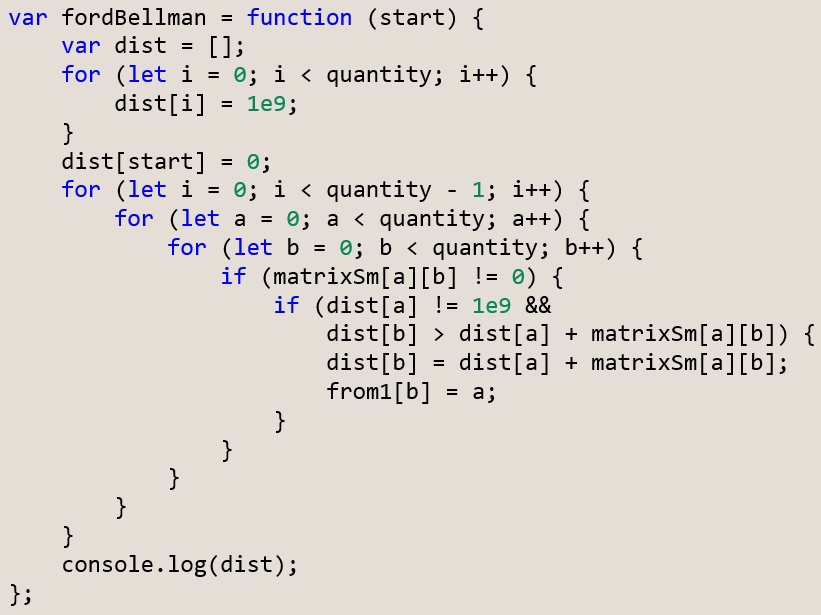 var fordBellman = function (start) {
    var dist = [];
    for (let i = 0; i < quantity; i++) {
        dist[i] = 1e9;
    }
    dist[start] = 0;
    for (let i = 0; i < quantity - 1; i++) {
        for (let a = 0; a < quantity; a++) {
            for (let b = 0; b < quantity; b++) {
                if (matrixSm[a][b] != 0) {
                    if (dist[a] != 1e9 &&
                        dist[b] > dist[a] + matrixSm[a][b]) {
                        dist[b] = dist[a] + matrixSm[a][b];
                        from1[b] = a;
                    }
                }
            }
        }
    }
    console.log(dist);
};